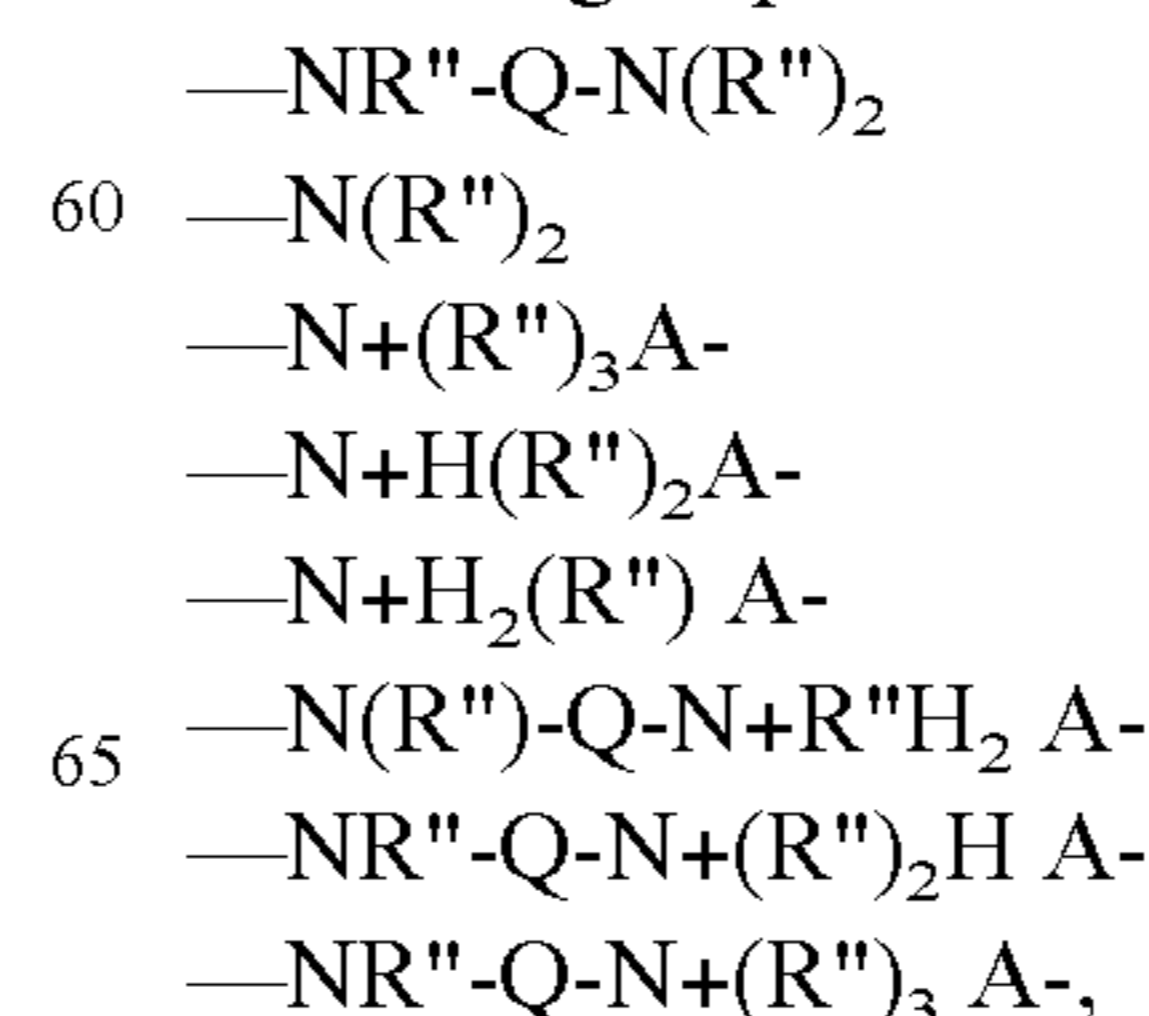 —NR"-Q-N(R")₂
60 —N(R")₂
—N+(R")₃A-
—N+H(R")₂A-
—N+H₂(R") A-
—N(R")-Q-N+R"H₂ A-
65
—NR"-Q-N+(R")₂H A-
—NR"-Q-N+(R")₃ A-,